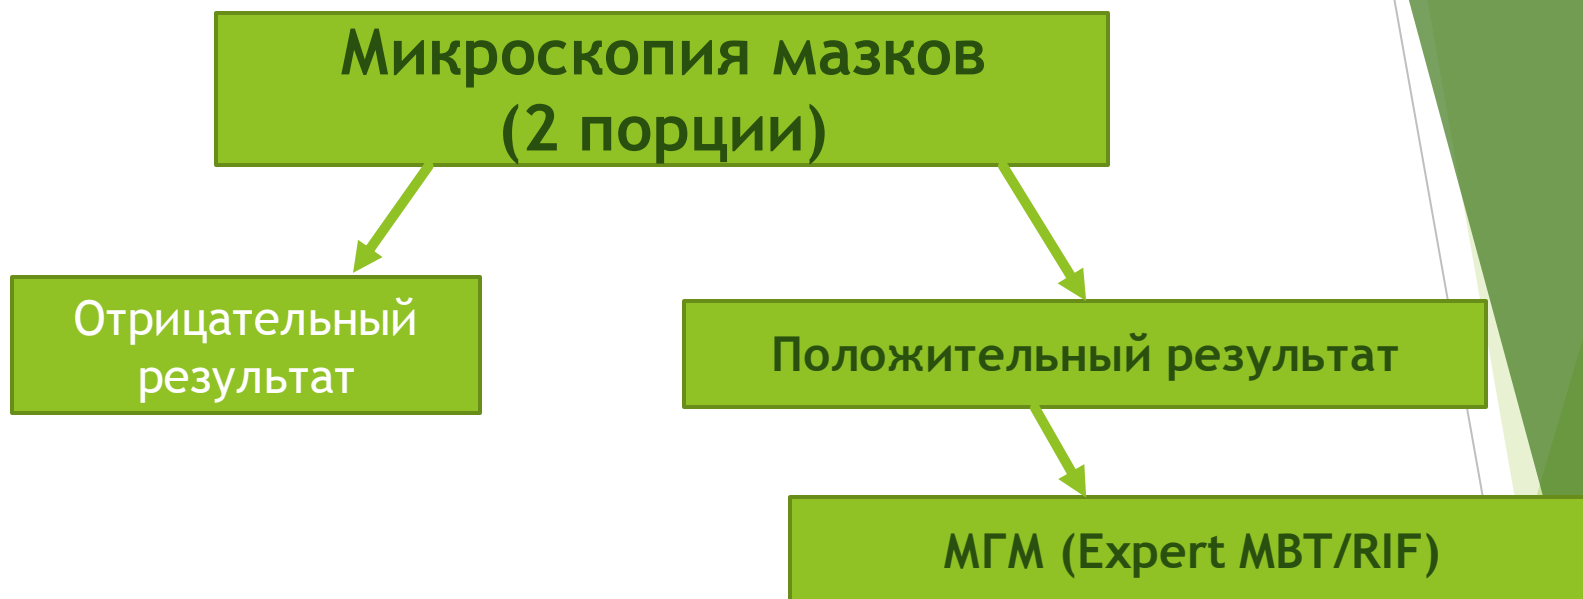 Микроскопия мазков
(2 порции)
Отрицательный
результат
Положительный результат
МГМ (Expert MBT/RIF)